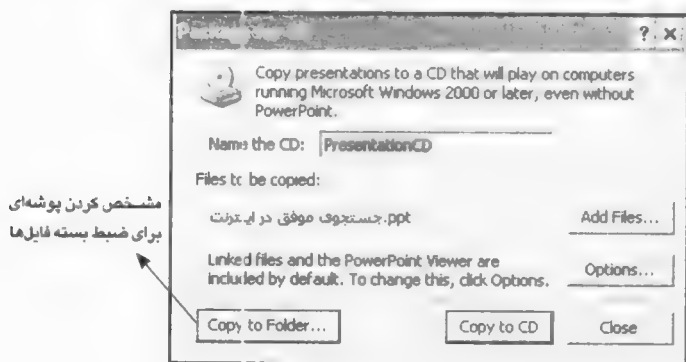 ? ×
Copy presentations to a CD that will play on computers
running Microsoft Windows 2000 or later, even without
PowerPoint.
Name the CD: PresentationCD
Files to be copied:
جستجوی موفق در اینترنت.ppt
Add Files...
Linked files and the PowerPoint Viewer are
included by default. To change this, click Options.
Options...
Copy to Folder...
Copy to CD
Close
مشخص کردن پوشه‌ای
برای ضبط بسته فایل‌ها